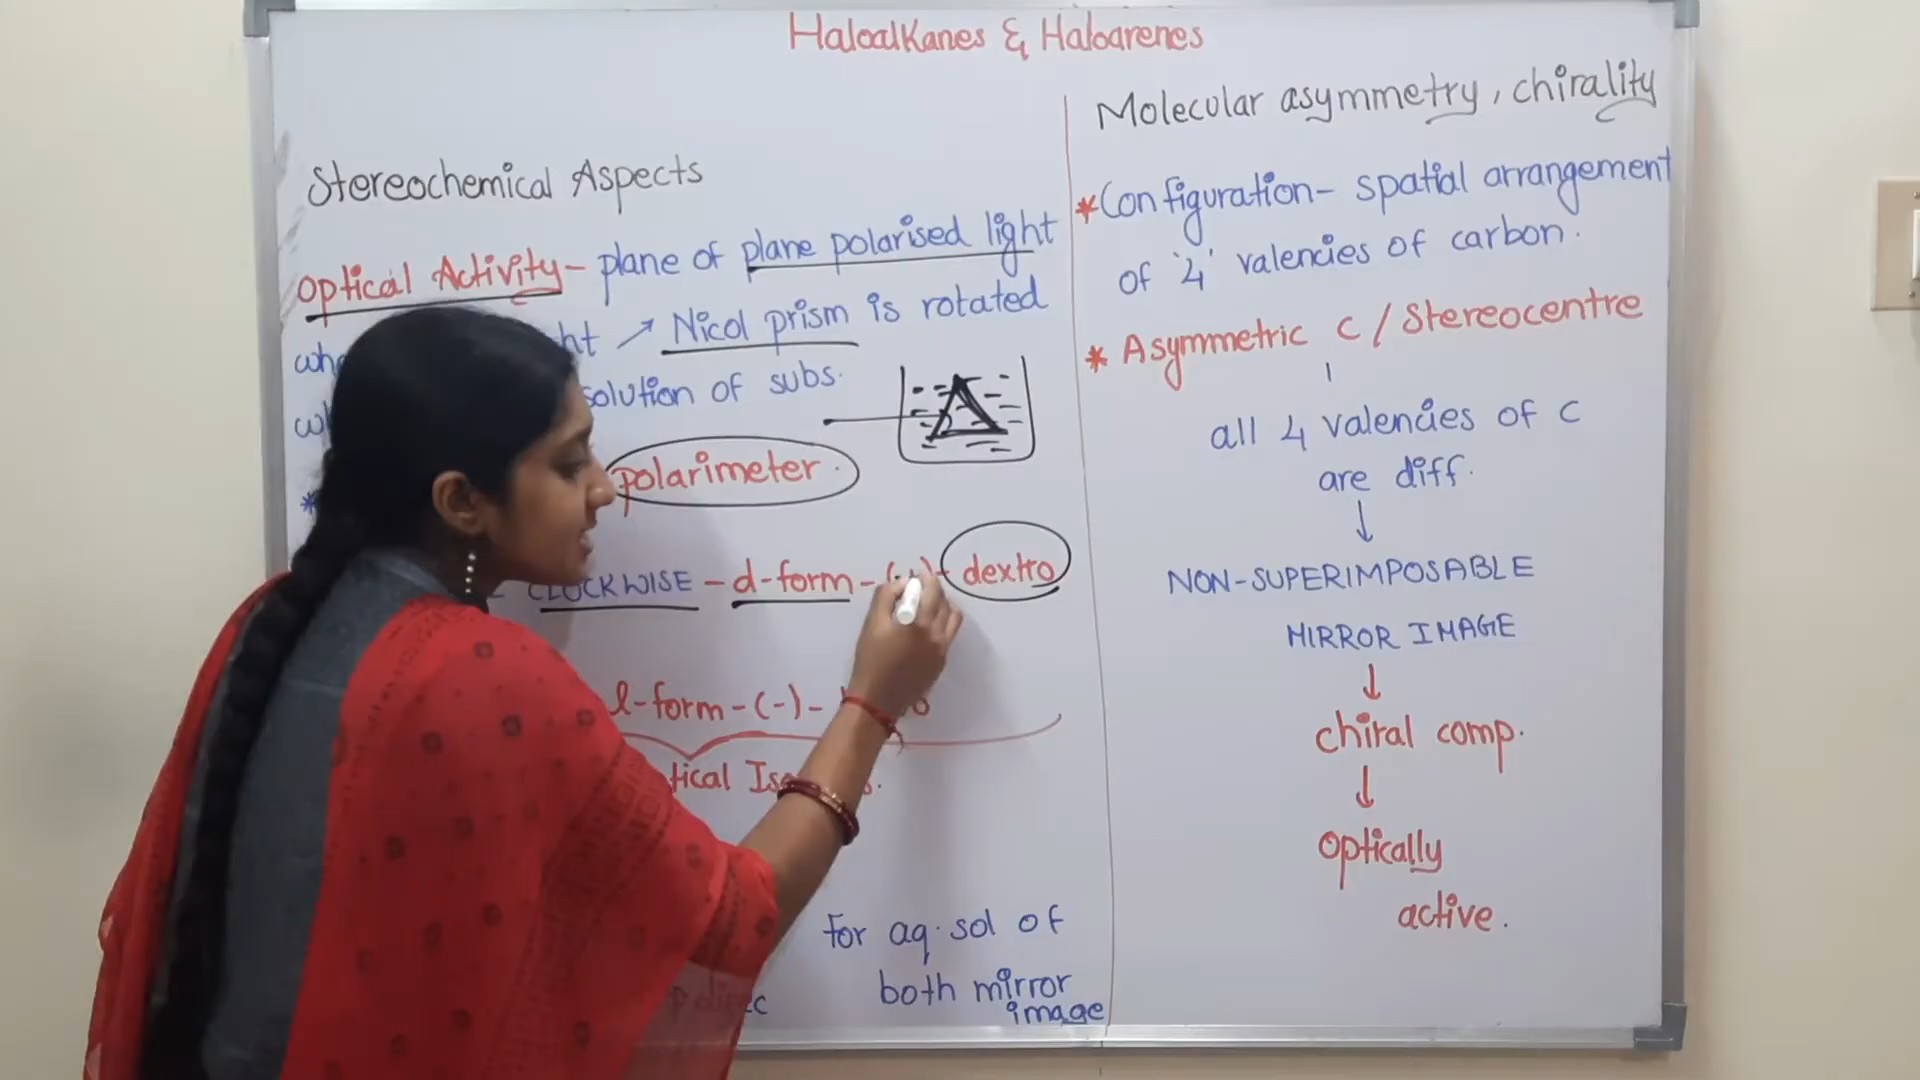 Haloalkanes & Haloarenes
Stereochemical Aspects
Optical Activity - plane of plane polarised light
ht → Nicol prism is rotated
solution of subs.
polarimeter.
CLOCKWISE - d-form - (+) - dextro
l-form - (-) -
Molecular asymmetry, chirality
* Configuration - spatial arrangement
of '4' valencies of carbon.
* Asymmetric C / Stereocentre
all 4 valencies of C
are diff.
↓
NON-SUPERIMPOSABLE
MIRROR IMAGE
↓
chiral comp.
↓
Optically
active.
For aq. sol of
both mirror
image